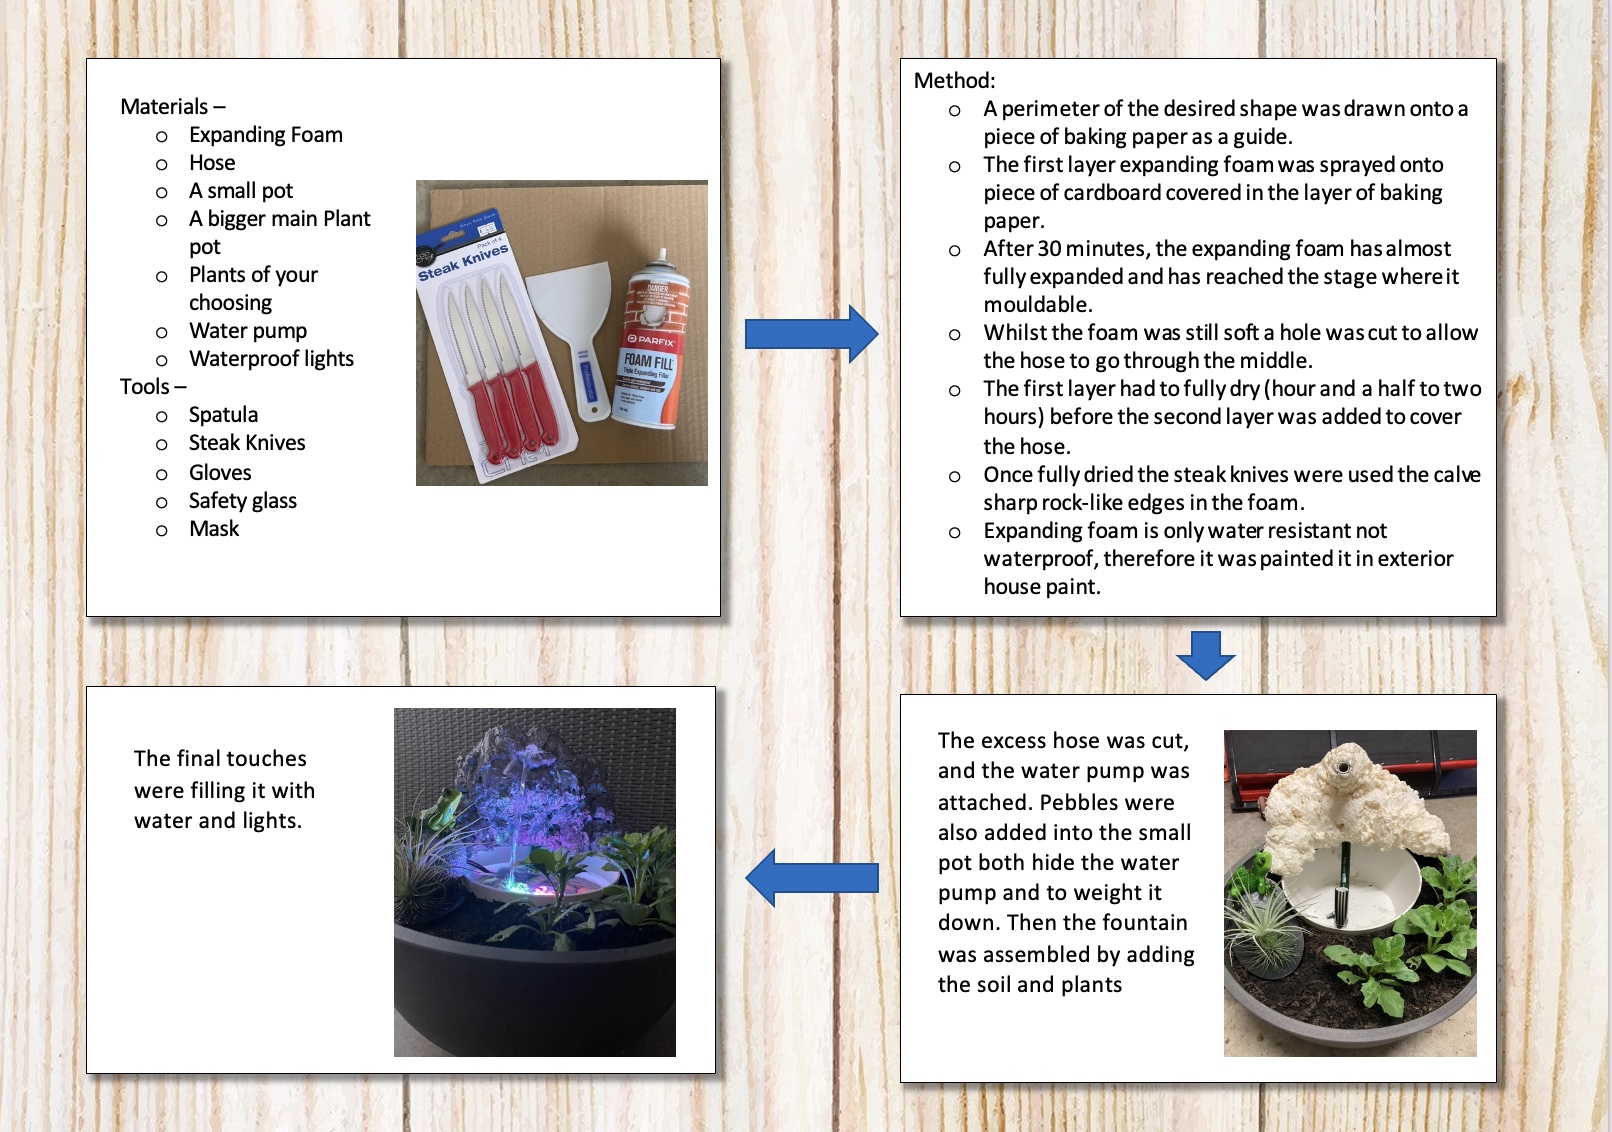 Materials –
o Expanding Foam
o Hose
o A small pot
o A bigger main Plant
pot
o Plants of your
choosing
o Water pump
o Waterproof lights
Tools –
o Spatula
o Steak Knives
o Gloves
o Safety glass
o Mask
Pack of 4
Steak Knives
DANGER
PARFIX
FOAM FILL
Triple Expanding Filler
Method:
o A perimeter of the desired shape was drawn onto a
piece of baking paper as a guide.
o The first layer expanding foam was sprayed onto
piece of cardboard covered in the layer of baking
paper.
o After 30 minutes, the expanding foam has almost
fully expanded and has reached the stage where it
mouldable.
o Whilst the foam was still soft a hole was cut to allow
the hose to go through the middle.
o The first layer had to fully dry (hour and a half to two
hours) before the second layer was added to cover
the hose.
o Once fully dried the steak knives were used the calve
sharp rock-like edges in the foam.
o Expanding foam is only water resistant not
waterproof, therefore it was painted it in exterior
house paint.
The excess hose was cut,
and the water pump was
attached. Pebbles were
also added into the small
pot both hide the water
pump and to weight it
down. Then the fountain
was assembled by adding
the soil and plants
The final touches
were filling it with
water and lights.